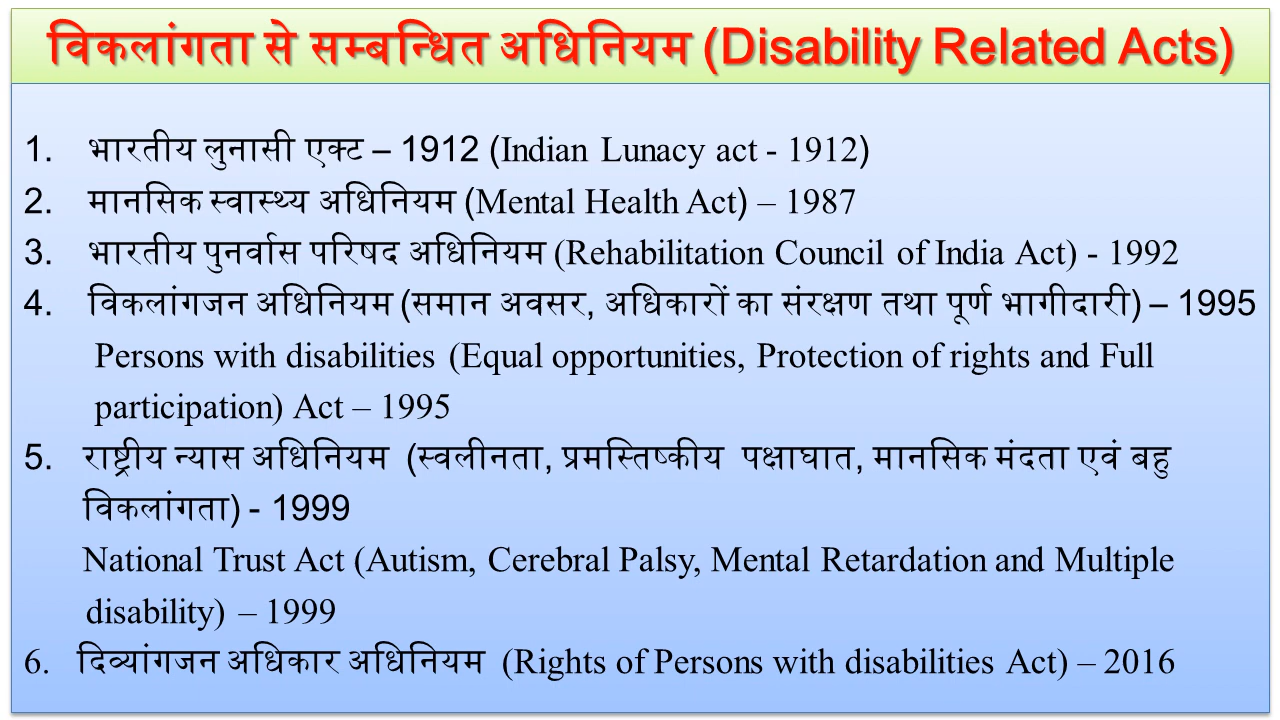 विकलांगता से सम्बन्धित अधिनियम (Disability Related Acts)
1. भारतीय लुनासी एक्ट – 1912 (Indian Lunacy act - 1912)
2. मानसिक स्वास्थ्य अधिनियम (Mental Health Act) – 1987
3. भारतीय पुनर्वास परिषद अधिनियम (Rehabilitation Council of India Act) - 1992
4. विकलांगजन अधिनियम (समान अवसर, अधिकारों का संरक्षण तथा पूर्ण भागीदारी) – 1995
Persons with disabilities (Equal opportunities, Protection of rights and Full
participation) Act – 1995
5. राष्ट्रीय न्यास अधिनियम (स्वलीनता, प्रमस्तिष्कीय पक्षाघात, मानसिक मंदता एवं बहु
विकलांगता) - 1999
National Trust Act (Autism, Cerebral Palsy, Mental Retardation and Multiple
disability) – 1999
6. दिव्यांगजन अधिकार अधिनियम (Rights of Persons with disabilities Act) – 2016